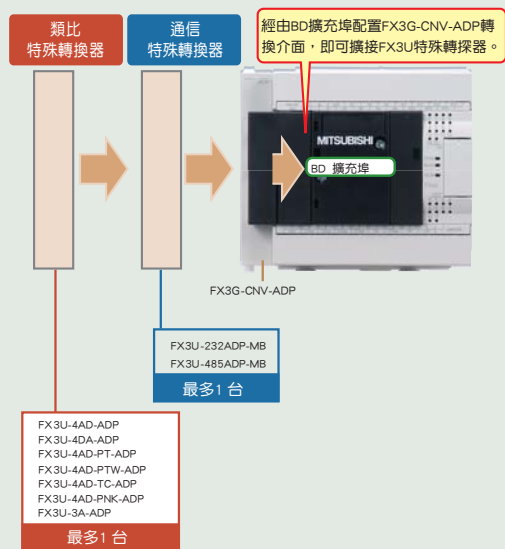 類比
特殊轉換器
通信
特殊轉換器
經由BD擴充埠配置FX3G-CNV-ADP轉
換介面，即可擴接FX3U特殊轉探器。
MITSUBISHI
BD 擴充埠
FX3G-CNV-ADP
FX3U-232ADP-MB
FX3U-485ADP-MB
最多1 台
FX3U-4AD-ADP
FX3U-4DA-ADP
FX3U-4AD-PT-ADP
FX3U-4AD-PTW-ADP
FX3U-4AD-TC-ADP
FX3U-4AD-PNK-ADP
FX3U-3A-ADP
最多1 台